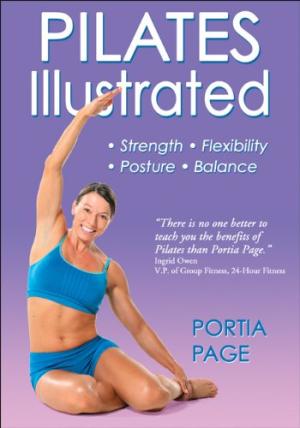 PILATES
Illustrated
• Strength • Flexibility
• Posture • Balance
"There is no one better to
teach you the benefits of
Pilates than Portia Page."
Ingrid Owen
V.P. of Group Fitness, 24-Hour Fitness
PORTIA
PAGE